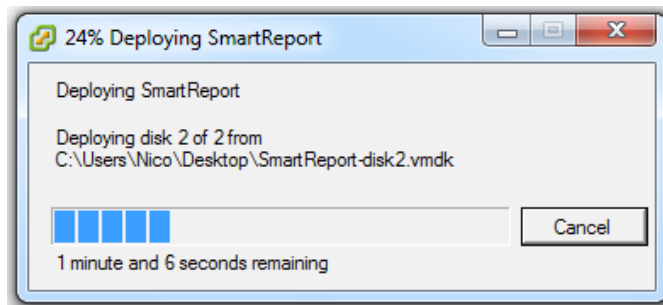 24% Deploying SmartReport
Deploying SmartReport
Deploying disk 2 of 2 from
C:\Users\Nico\Desktop\SmartReport-disk2.vmdk
Cancel
1 minute and 6 seconds remaining